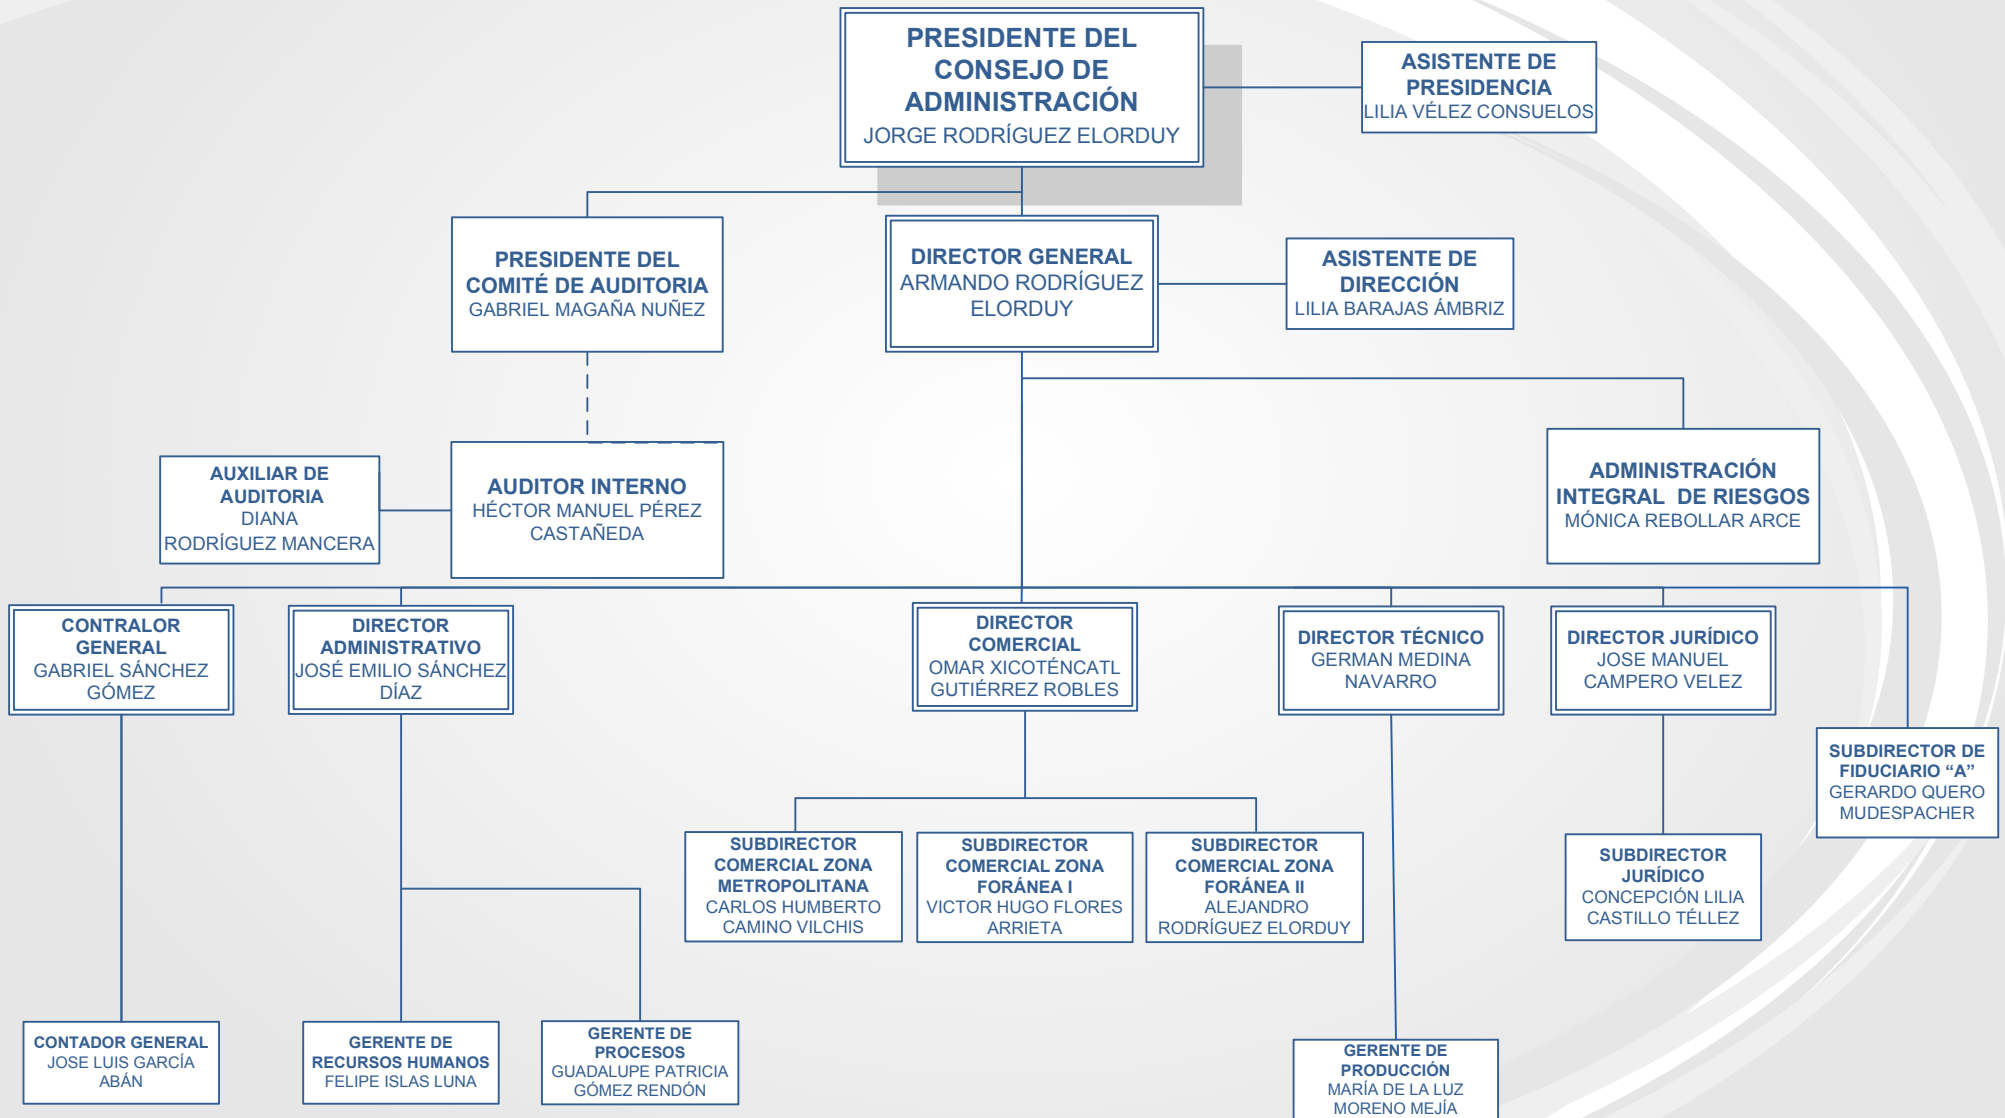 PRESIDENTE DEL
CONSEJO DE
ADMINISTRACIÓN
JORGE RODRÍGUEZ ELORDUY
ASISTENTE DE
PRESIDENCIA
LILIA VÉLEZ CONSUELOS
PRESIDENTE DEL
COMITÉ DE AUDITORIA
GABRIEL MAGAÑA NUÑEZ
DIRECTOR GENERAL
ARMANDO RODRÍGUEZ
ELORDUY
ASISTENTE DE
DIRECCIÓN
LILIA BARAJAS ÁMBRIZ
AUXILIAR DE
AUDITORIA
DIANA
RODRÍGUEZ MANCERA
AUDITOR INTERNO
HÉCTOR MANUEL PÉREZ
CASTAÑEDA
ADMINISTRACIÓN
INTEGRAL  DE RIESGOS
MÓNICA REBOLLAR ARCE
CONTRALOR
GENERAL
GABRIEL SÁNCHEZ
GÓMEZ
DIRECTOR
ADMINISTRATIVO
JOSÉ EMILIO SÁNCHEZ
DÍAZ
DIRECTOR
COMERCIAL
OMAR XICOTÉNCATL
GUTIÉRREZ ROBLES
DIRECTOR TÉCNICO
GERMAN MEDINA
NAVARRO
DIRECTOR JURÍDICO
JOSE MANUEL
CAMPERO VELEZ
SUBDIRECTOR DE
FIDUCIARIO “A”
GERARDO QUERO
MUDESPACHER
SUBDIRECTOR
COMERCIAL ZONA
METROPOLITANA
CARLOS HUMBERTO
CAMINO VILCHIS
SUBDIRECTOR
COMERCIAL ZONA
FORÁNEA I
VICTOR HUGO FLORES
ARRIETA
SUBDIRECTOR
COMERCIAL ZONA
FORÁNEA II
ALEJANDRO
RODRÍGUEZ ELORDUY
SUBDIRECTOR
JURÍDICO
CONCEPCIÓN LILIA
CASTILLO TÉLLEZ
CONTADOR GENERAL
JOSE LUIS GARCÍA
ABÁN
GERENTE DE
RECURSOS HUMANOS
FELIPE ISLAS LUNA
GERENTE DE
PROCESOS
GUADALUPE PATRICIA
GÓMEZ RENDÓN
GERENTE DE
PRODUCCIÓN
MARÍA DE LA LUZ
MORENO MEJÍA